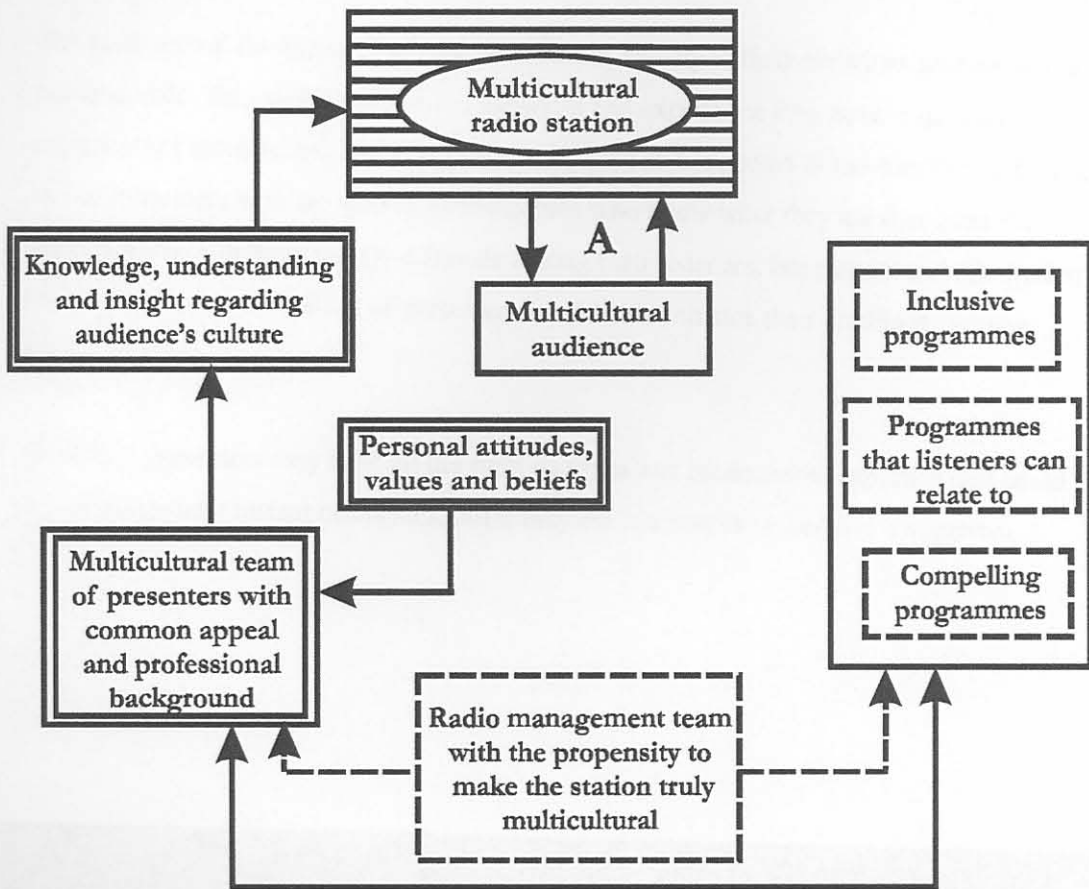 Multicultural
radio station
A
Multicultural
audience
Knowledge, understanding
and insight regarding
audience's culture
Personal attitudes,
values and beliefs
Multicultural team
of presenters with
common appeal
and professional
background
Radio management team
with the propensity to
make the station truly
multicultural
Inclusive
programmes
Programmes
that listeners can
relate to
Compelling
programmes